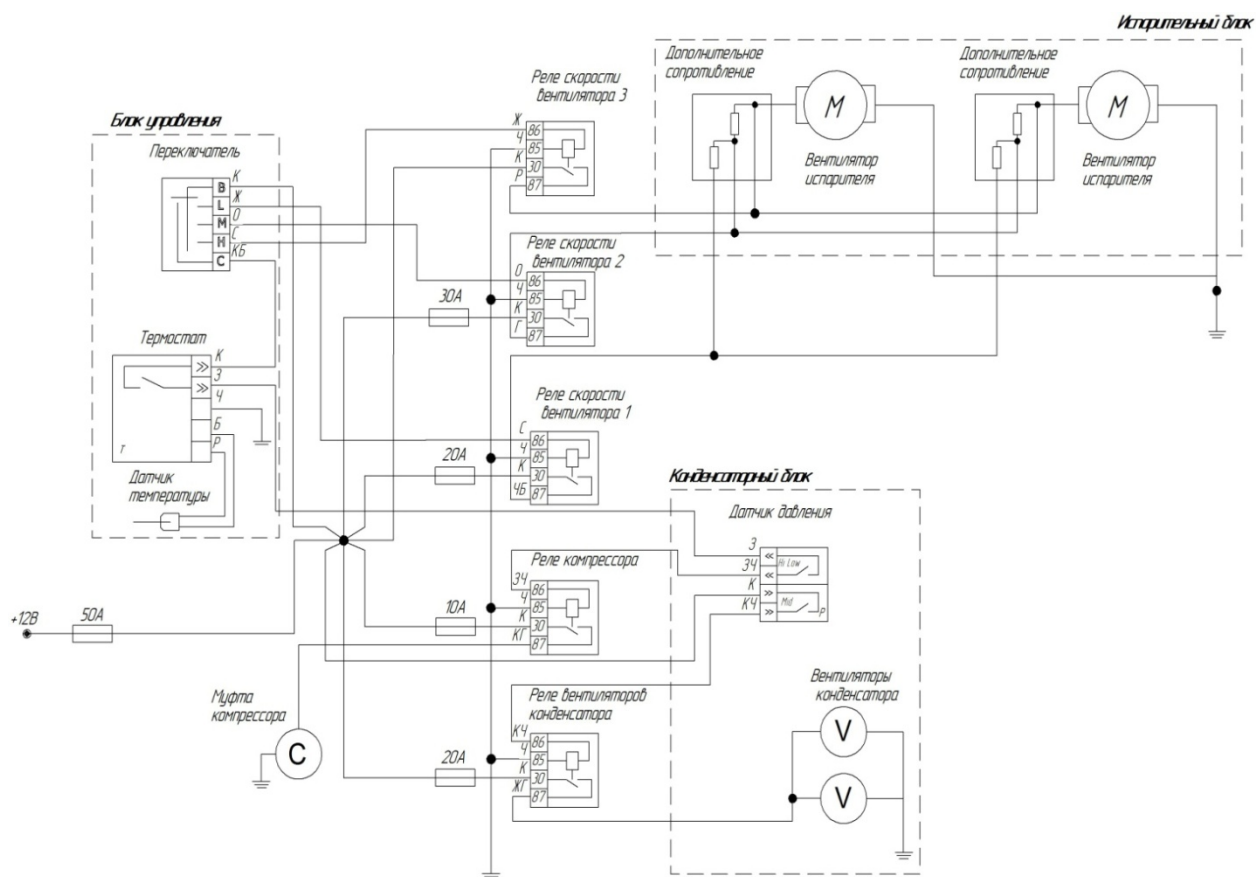 Испарительный блок
Дополнительное
сопротивление
М
Вентилятор
испарителя
Дополнительное
сопротивление
М
Вентилятор
испарителя
Блок управления
Переключатель
B
L
M
H
C
К
Ж
О
С
КБ
Термостат
К
З
Ч
Б
Р
Т
Датчик
температуры
+12В
50А
Реле скорости
вентилятора 3
Ж
Ч
К
Р
86
85
30
87
Реле скорости
вентилятора 2
30А
О
Ч
К
Г
86
85
30
87
Реле скорости
вентилятора 1
20А
С
Ч
К
ЧБ
86
85
30
87
Реле компрессора
10А
ЗЧ
Ч
К
КГ
86
85
30
87
Муфта
компрессора
С
Реле вентиляторов
конденсатора
20А
КЧ
Ч
К
ЖГ
86
85
30
87
Конденсаторный блок
Датчик давления
З
ЗЧ
К
КЧ
Hi Low
Mid
P
Вентиляторы
конденсатора
V
V